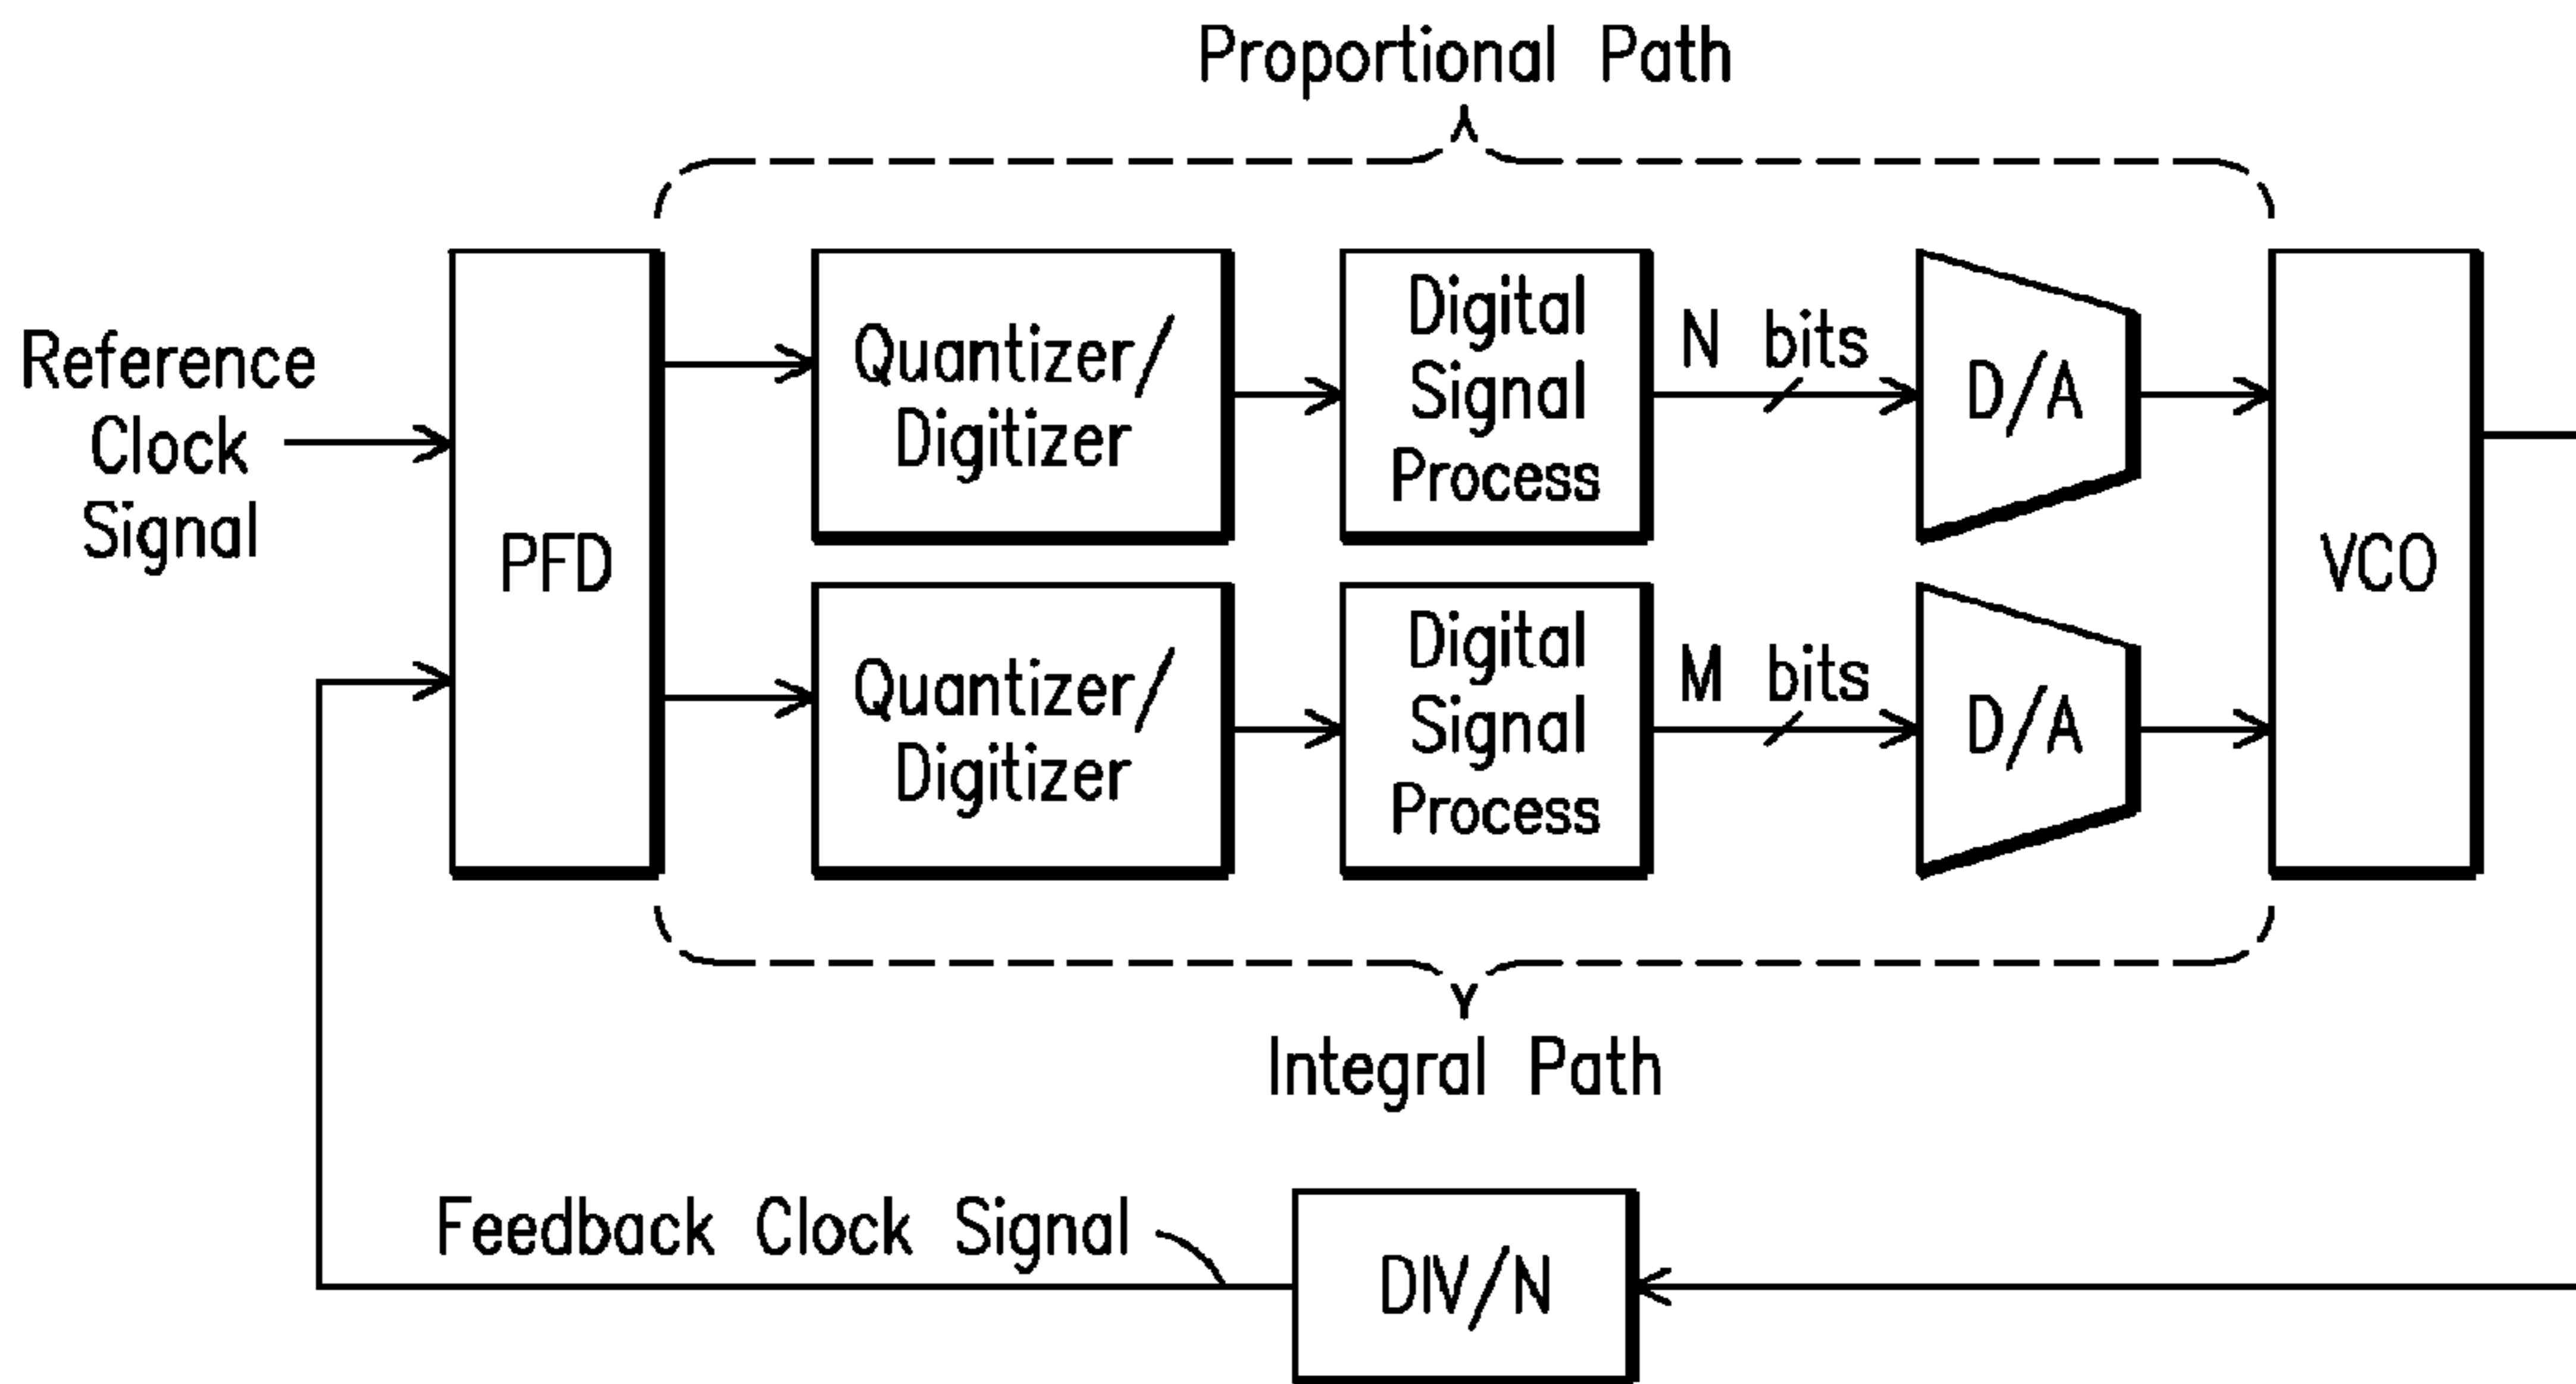 Proportional Path
Reference
Clock
Signal
PFD
Quantizer/
Digitizer
Digital
Signal
Process
N bits
D/A
VCO
Quantizer/
Digitizer
Digital
Signal
Process
M bits
D/A
Integral Path
Feedback Clock Signal
DIV/N